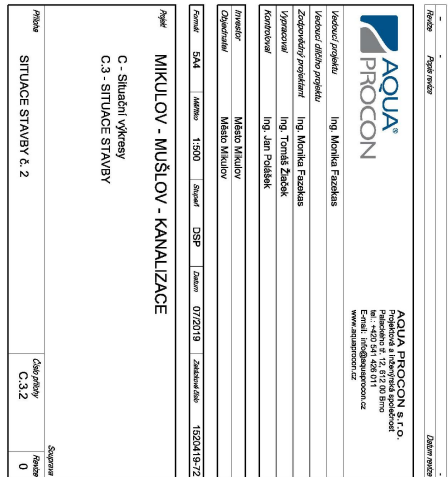 - -
Revize Popis revize Datum revize
AQUA®
PROCON
AQUA PROCON s.r.o.
Projektová a inženýrská společnost
Palackého tř. 12, 612 00 Brno
tel.: +420 541 426 011
E-mail: info@aquaprocon.cz
www.aquaprocon.cz
Vedoucí projektu Ing. Monika Fazekas
Vedoucí dílčího projektu
Zodpovědný projektant Ing. Monika Fazekas
Vypracoval Ing. Tomáš Žiaček
Kontroloval Ing. Jan Polášek
Investor Město Mikulov
Objednatel Město Mikulov
Formát 5A4 Měřítko 1:500 Stupeň DSP Datum 07/2019 Zakázkové číslo 1520419-72
Projekt
MIKULOV - MUŠLOV - KANALIZACE
C - Situační výkresy
C.3 - SITUACE STAVBY
Souprava
Příloha Číslo přílohy Revize
SITUACE STAVBY č. 2 C.3.2 0